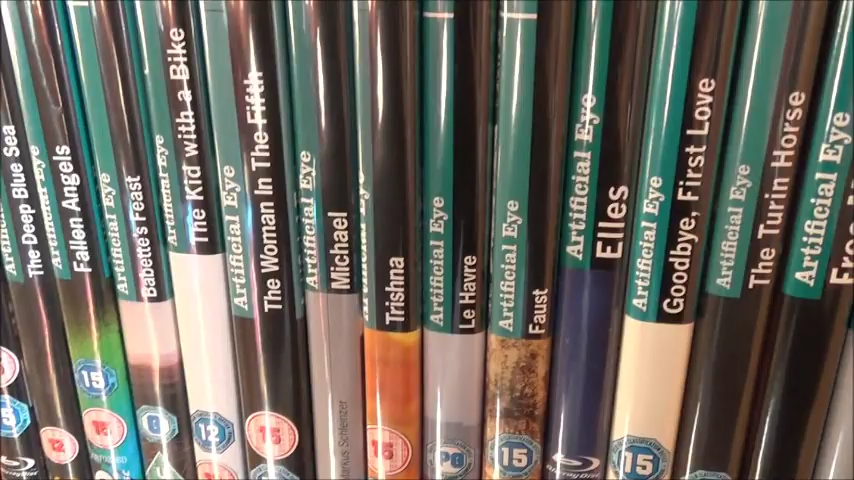 The Deep Blue Sea
Artificial Eye
Fallen Angels
Artificial Eye
Babette's Feast
Artificial Eye
The Kid with a Bike
Artificial Eye
The Woman In The Fifth
Artificial Eye
Michael
Markus Schleinzer
Artificial Eye
Trishna
Artificial Eye
Le Havre
Artificial Eye
Faust
Artificial Eye
Elles
Artificial Eye
Goodbye, First Love
Artificial Eye
The Turin Horse
Artificial Eye
15
12
15
15
12
15
15
PG
15
15